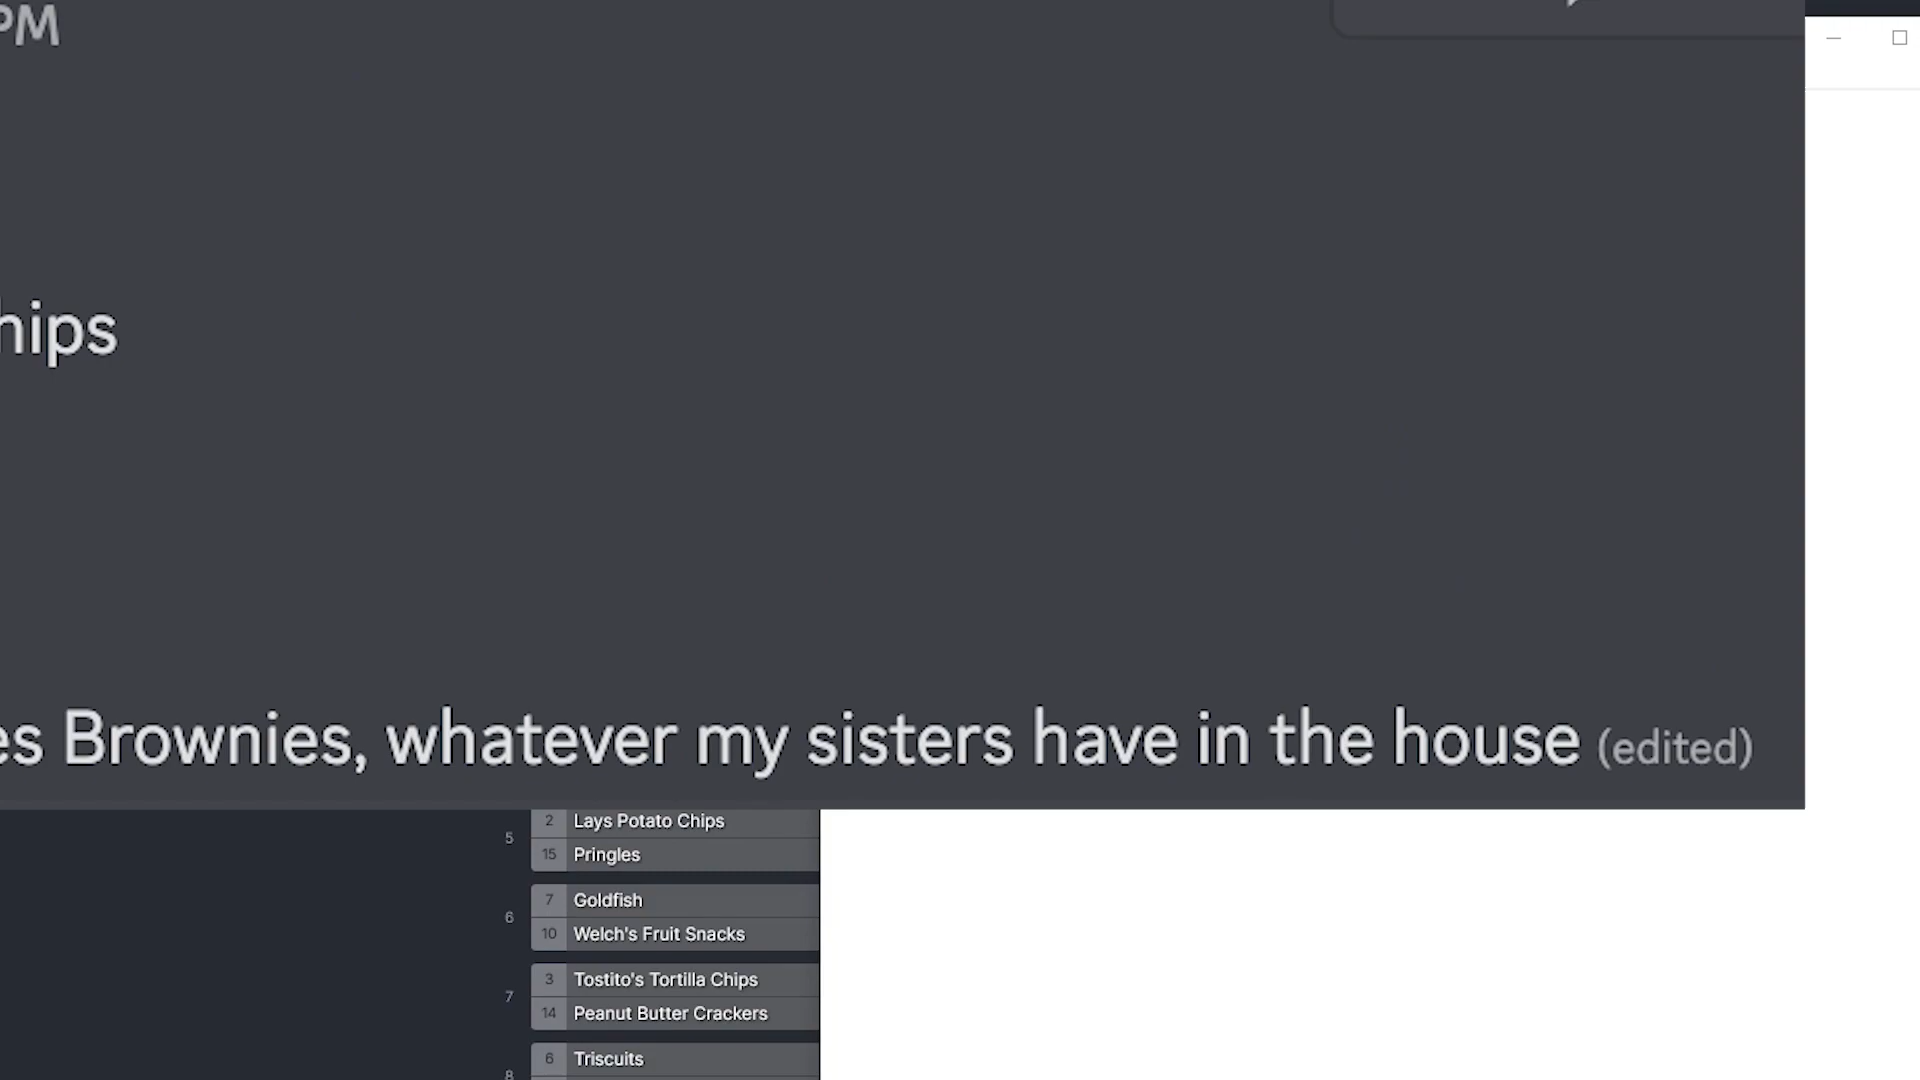 PM
hips
es Brownies, whatever my sisters have in the house (edited)
2 Lays Potato Chips
5
15 Pringles
7 Goldfish
6
10 Welch's Fruit Snacks
3 Tostito's Tortilla Chips
7
14 Peanut Butter Crackers
6 Triscuits
8